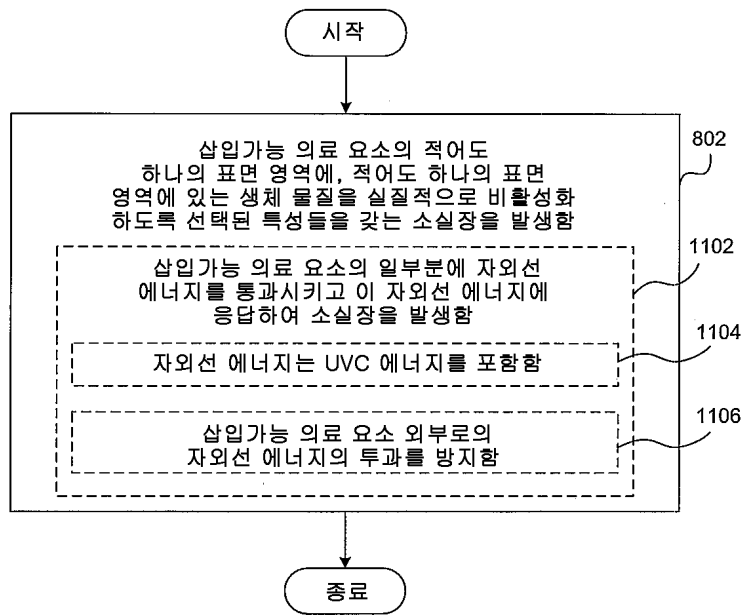 시작
삽입가능 의료 요소의 적어도
하나의 표면 영역에, 적어도 하나의 표면
영역에 있는 생체 물질을 실질적으로 비활성화
하도록 선택된 특성들을 갖는 소실장을 발생함
802
삽입가능 의료 요소의 일부분에 자외선
에너지를 통과시키고 이 자외선 에너지에
응답하여 소실장을 발생함
1102
자외선 에너지는 UVC 에너지를 포함함
1104
삽입가능 의료 요소 외부로의
자외선 에너지의 투과를 방지함
1106
종료